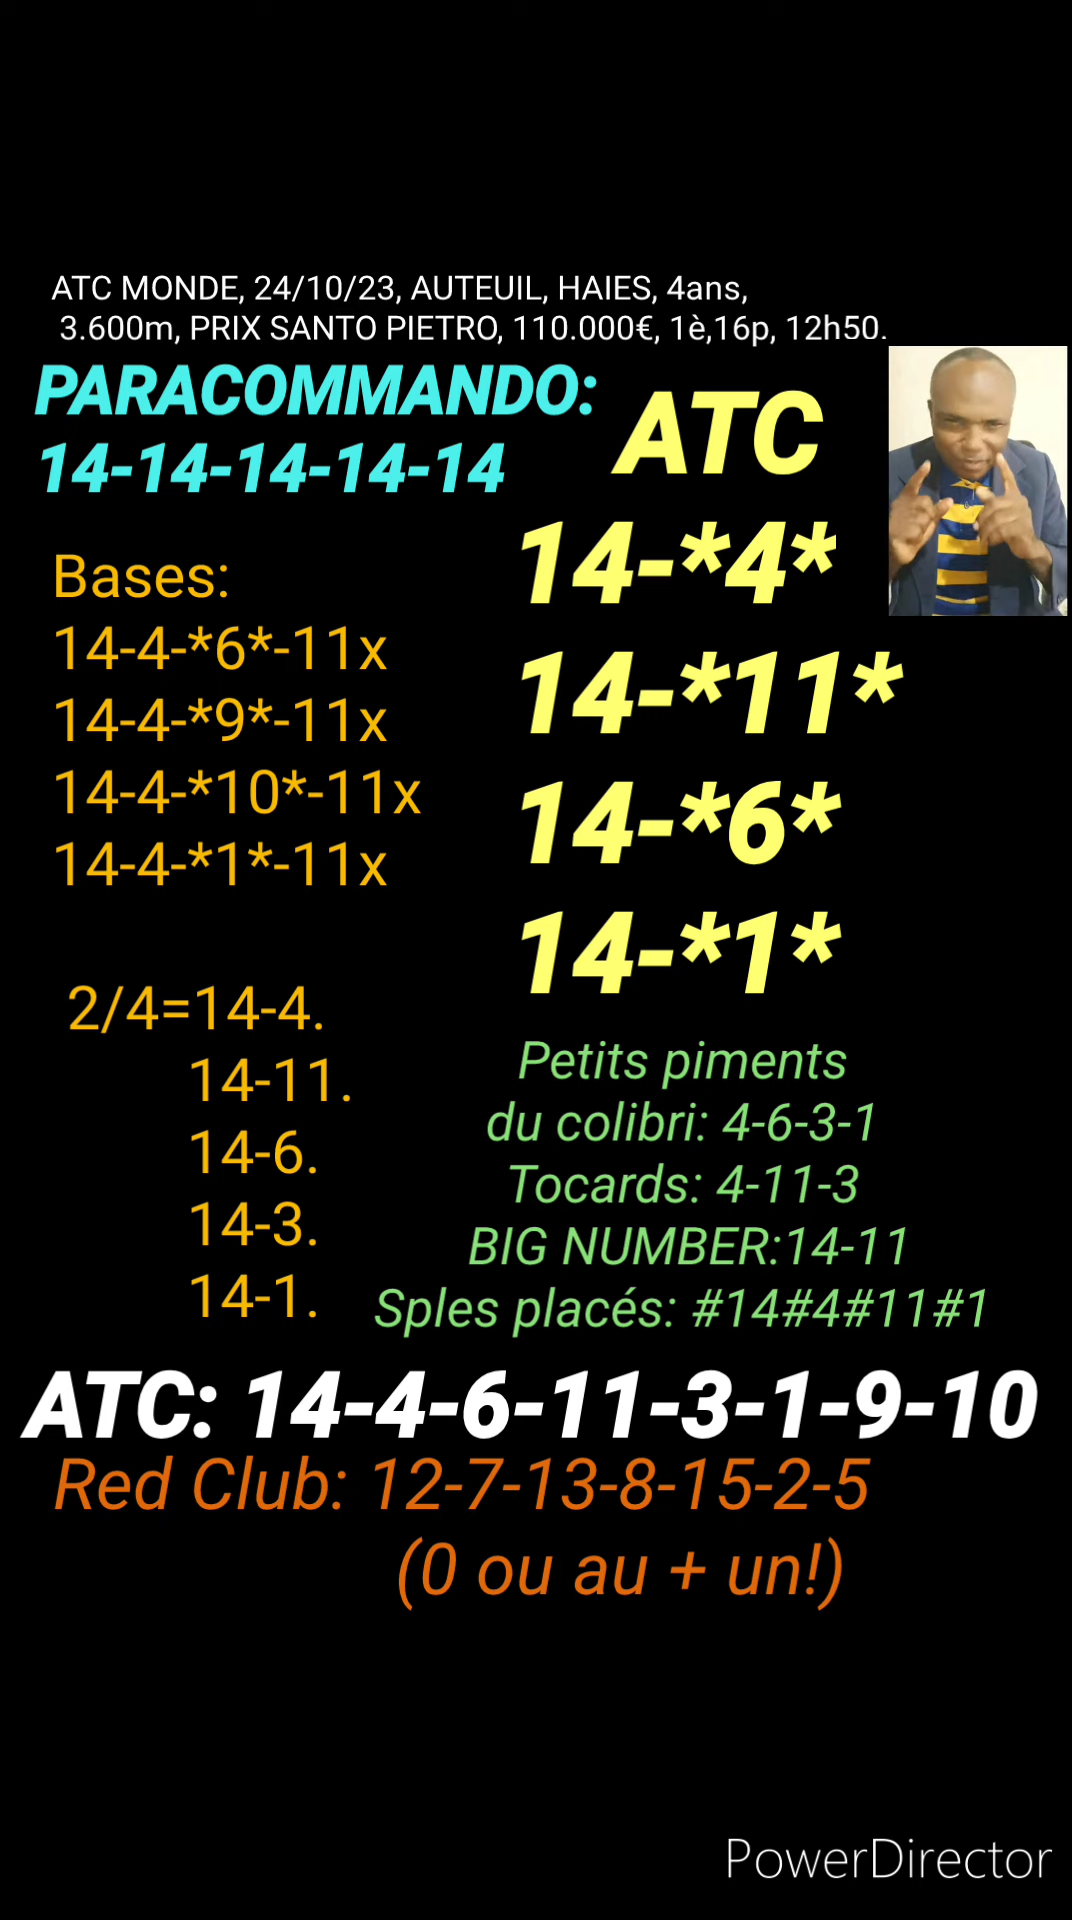 ATC MONDE, 24/10/23, AUTEUIL, HAIES, 4ans,
3.600m, PRIX SANTO PIETRO, 110.000€, 1è,16p, 12h50.
PARACOMMANDO:
14-14-14-14-14
ATC
14-*4*
14-*11*
14-*6*
14-*1*
Bases:
14-4-*6*-11x
14-4-*9*-11x
14-4-*10*-11x
14-4-*1*-11x
2/4=14-4.
14-11.
14-6.
14-3.
14-1.
Petits piments
du colibri: 4-6-3-1
Tocards: 4-11-3
BIG NUMBER:14-11
Sples placés: #14#4#11#1
ATC: 14-4-6-11-3-1-9-10
Red Club: 12-7-13-8-15-2-5
(0 ou au + un!)
PowerDirector